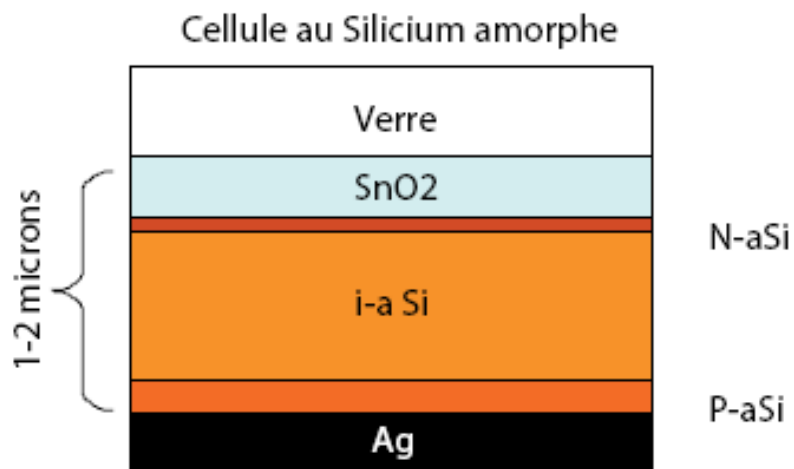 Cellule au Silicium amorphe
Verre
SnO2
N-aSi
1-2 microns
i-a Si
P-aSi
Ag